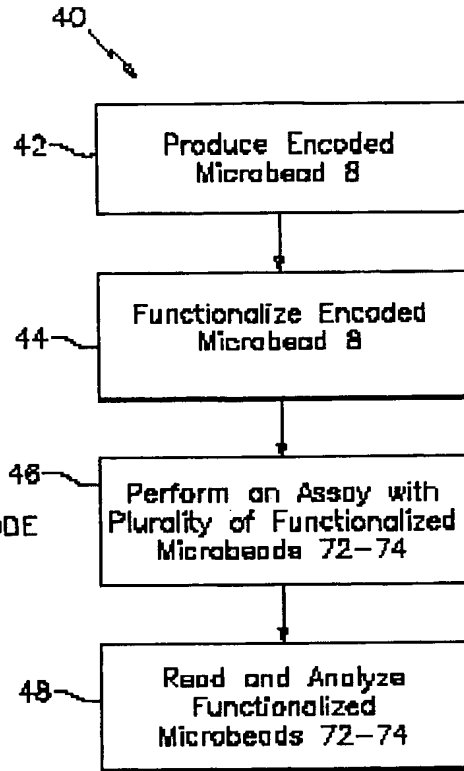 40
42
Produce Encoded
Microbead 8
44
Functionalize Encoded
Microbead 8
46
Perform an Assay with
Plurality of Functionalized
Microbeads 72-74
ODE
48
Read and Analyze
Functionalized
Microbeads 72-74